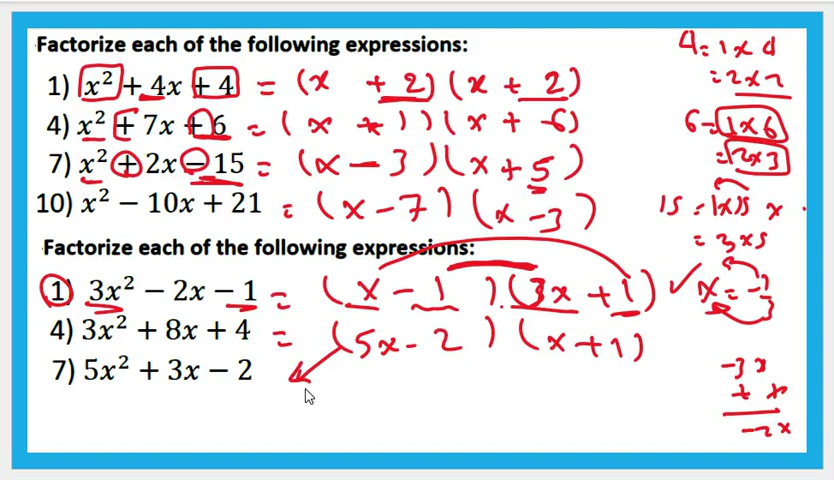 Factorize each of the following expressions:
1) x² + 4x + 4 = (x + 2)(x + 2)
4) x² + 7x + 6 = (x + 1)(x + 6)
7) x² + 2x − 15 = (x − 3)(x + 5)
10) x² − 10x + 21 = (x − 7)(x − 3)
Factorize each of the following expressions:
1) 3x² − 2x − 1 = (x − 1)(3x + 1) ✓
4) 3x² + 8x + 4 = (5x − 2)(x + 1)
7) 5x² + 3x − 2
4 = 1 x 4
= 2 x 2
6 = 1 x 6
= 2 x 3
15 = 1 x 15 x
= 3 x 5
-3x
+ x
-2x